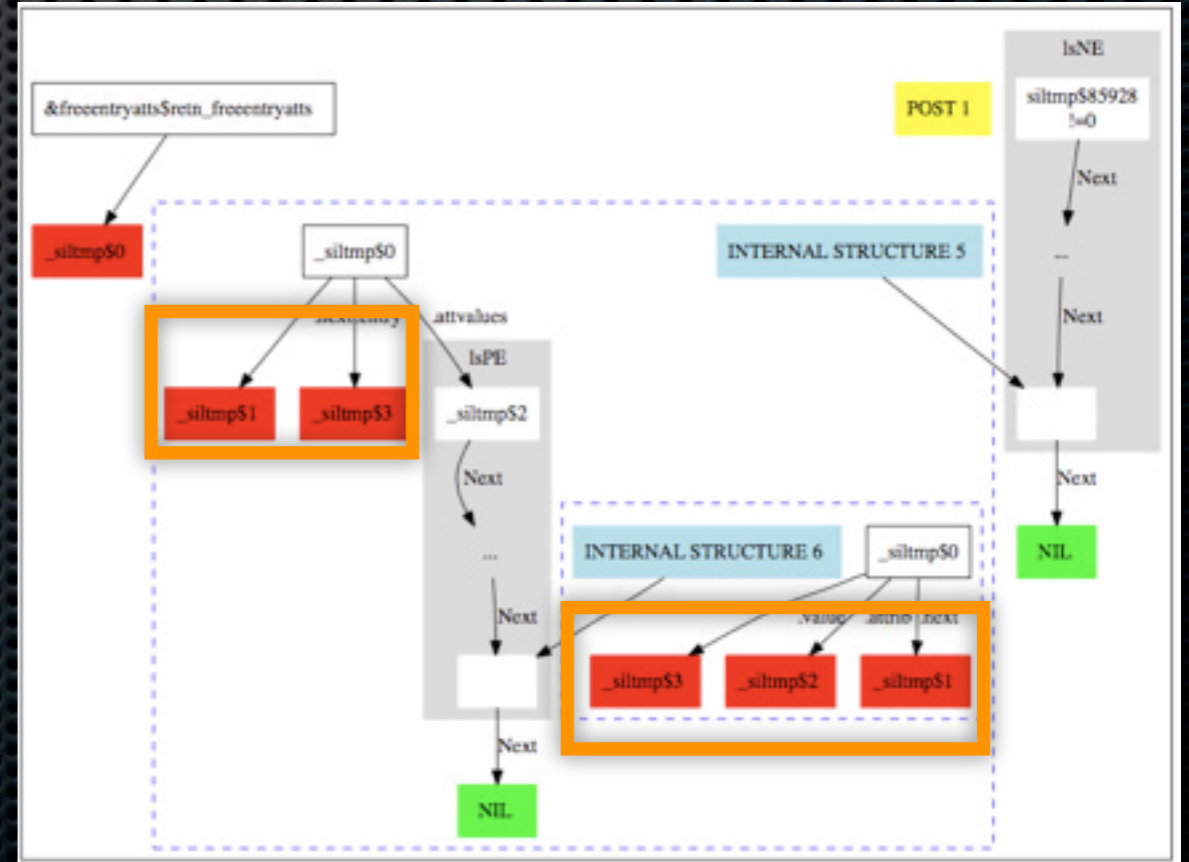 lsNE
&freeentryatts$retn_freeentryatts
POST 1
siltmp$85928
!=0
Next
_siltmp$0
_siltmp$0
INTERNAL STRUCTURE 5
...
.attvalues
Next
lsPE
_siltmp$1
_siltmp$3
_siltmp$2
Next
Next
INTERNAL STRUCTURE 6
_siltmp$0
NIL
...
Next
.value
.attrib
.next
_siltmp$3
_siltmp$2
_siltmp$1
Next
NIL